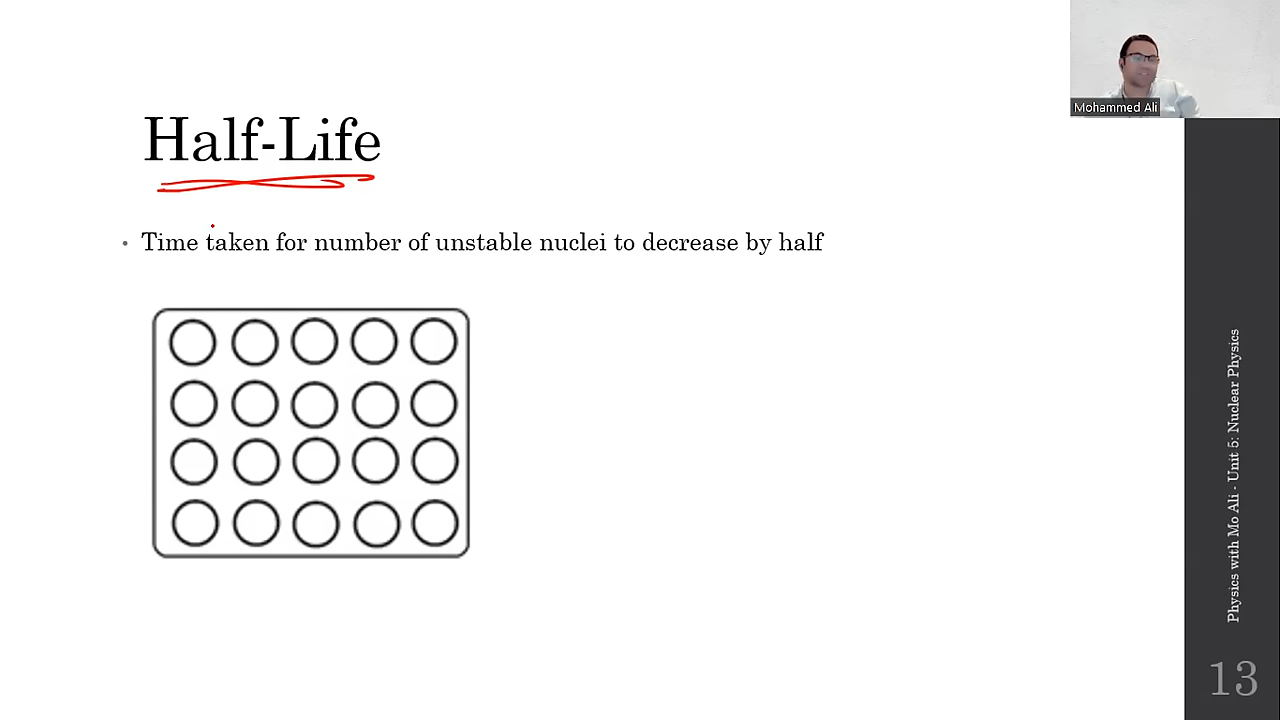 Mohammed Ali
Half-Life
• Time taken for number of unstable nuclei to decrease by half
Physics with Mo Ali - Unit 5: Nuclear Physics
13